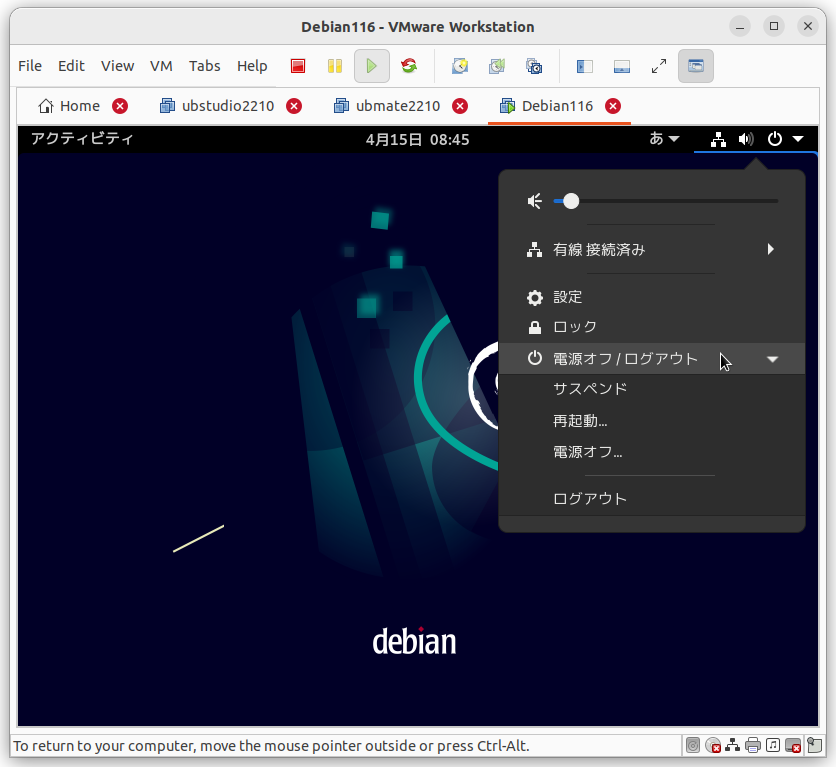 Debian116 - VMware Workstation
File Edit View VM Tabs Help
Home ubstudio2210 ubmate2210 Debian116
アクティビティ 4月15日 08:45 あ
有線 接続済み
設定
ロック
電源オフ / ログアウト
サスペンド
再起動...
電源オフ...
ログアウト
debian
To return to your computer, move the mouse pointer outside or press Ctrl-Alt.